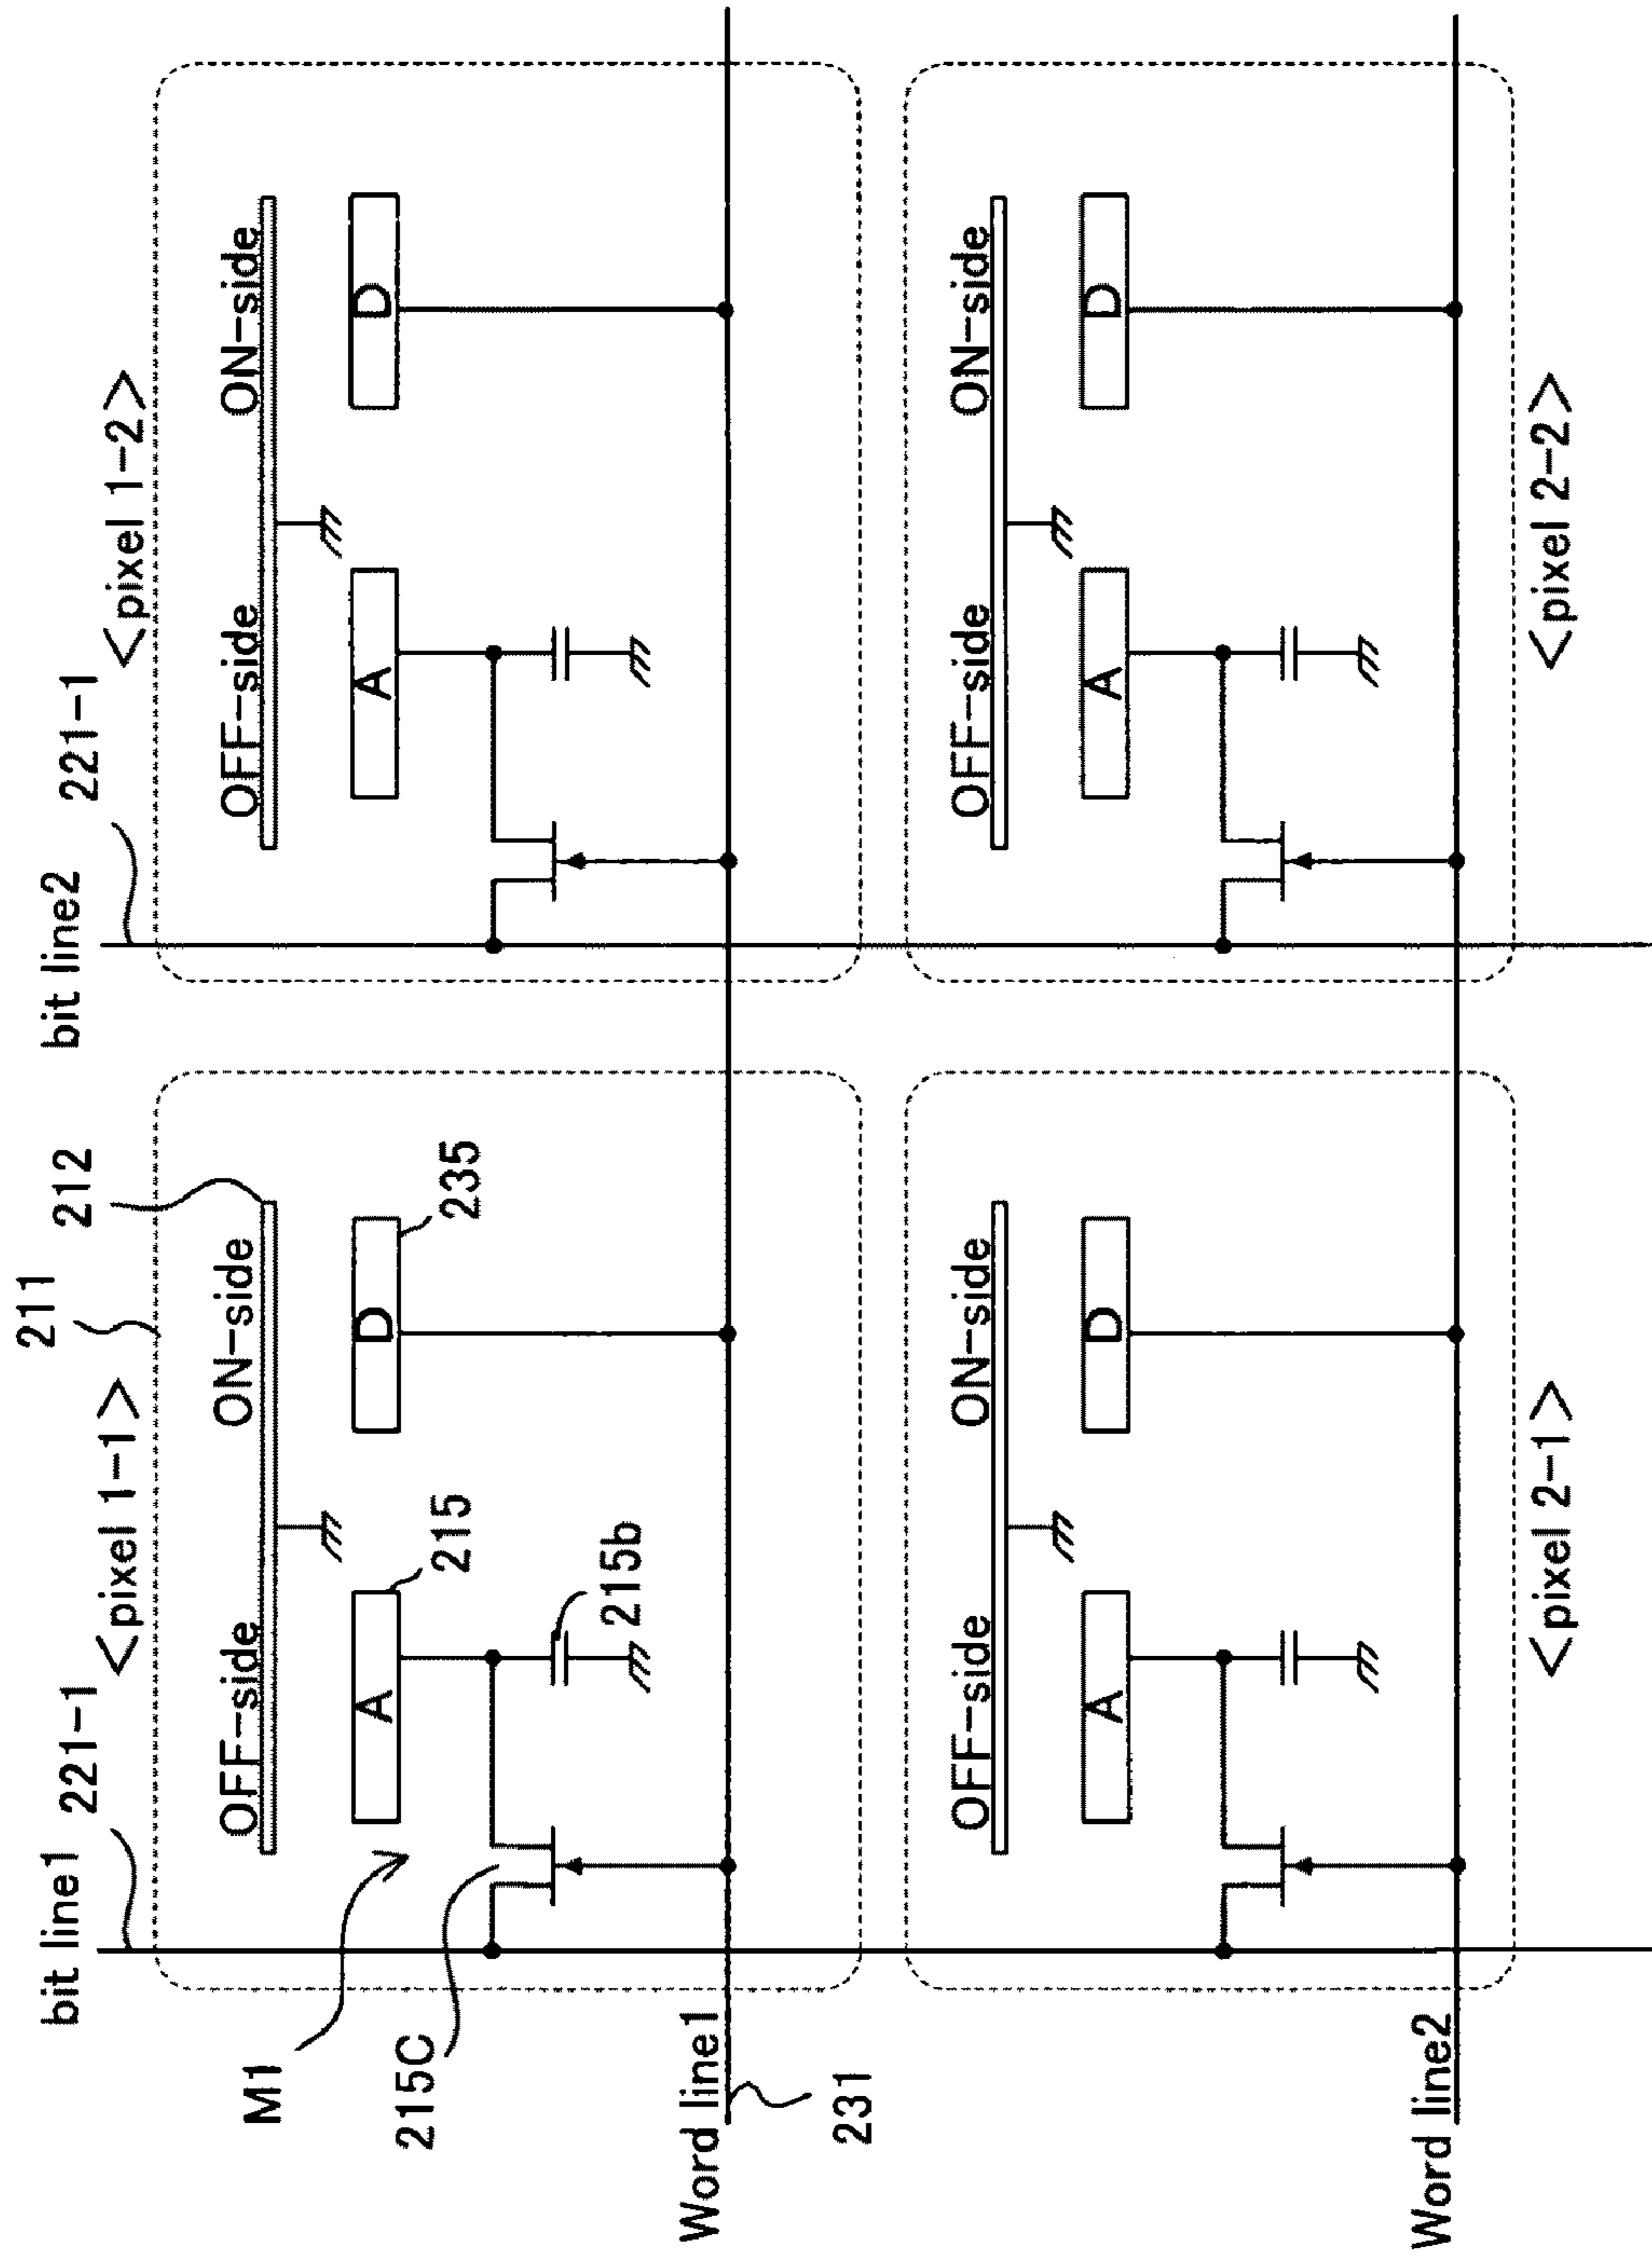 bit line1
221-1
<pixel 1-1>
211
212
bit line2
221-1
<pixel 1-2>
OFF-side
ON-side
OFF-side
ON-side
M1
A
215
D
235
A
D
215C
215b
Word line1
231
OFF-side
ON-side
OFF-side
ON-side
A
D
A
D
Word line2
<pixel 2-1>
<pixel 2-2>